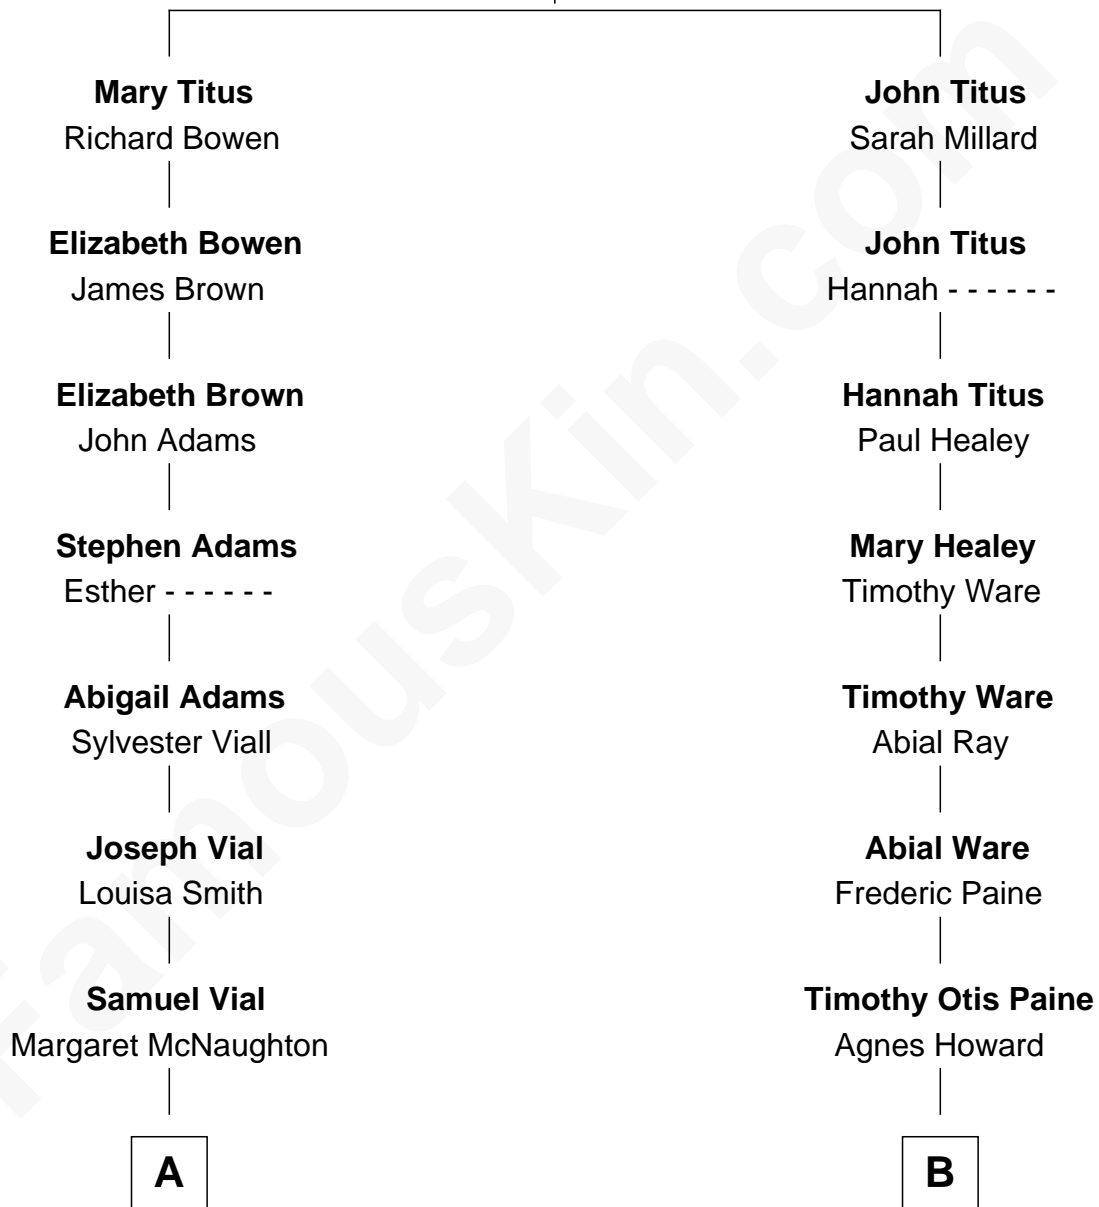 Mary Titus
Richard Bowen
Elizabeth Bowen
James Brown
Elizabeth Brown
John Adams
Stephen Adams
Esther - - - - - -
Abigail Adams
Sylvester Viall
Joseph Vial
Louisa Smith
Samuel Vial
Margaret McNaughton
A
John Titus
Sarah Millard
John Titus
Hannah - - - - - -
Hannah Titus
Paul Healey
Mary Healey
Timothy Ware
Timothy Ware
Abial Ray
Abial Ware
Frederic Paine
Timothy Otis Paine
Agnes Howard
B
FamousKin.com